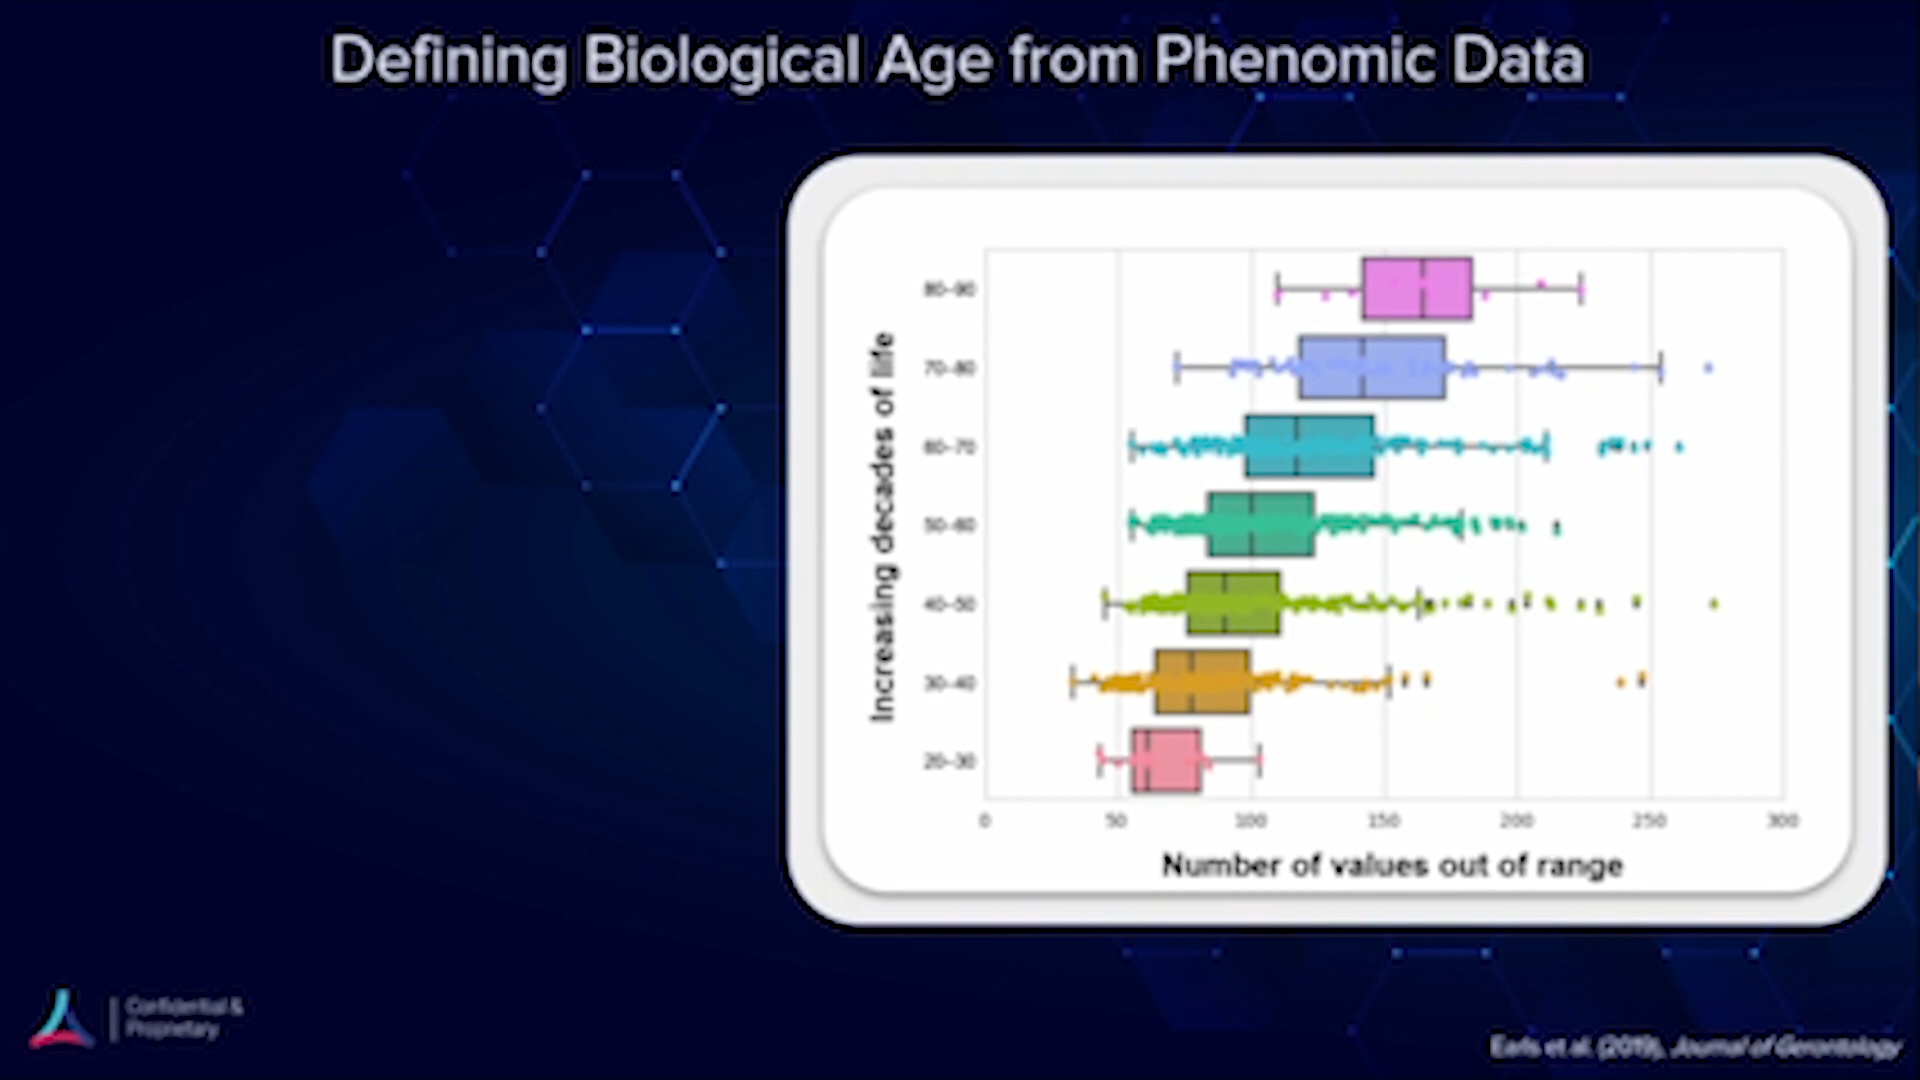 Defining Biological Age from Phenomic Data
Increasing decades of life
80-90
70-80
60-70
50-60
40-50
30-40
20-30
0 50 100 150 200 250 300
Number of values out of range
Confidential &
Proprietary
Earls et al. (2019), Journal of Gerontology